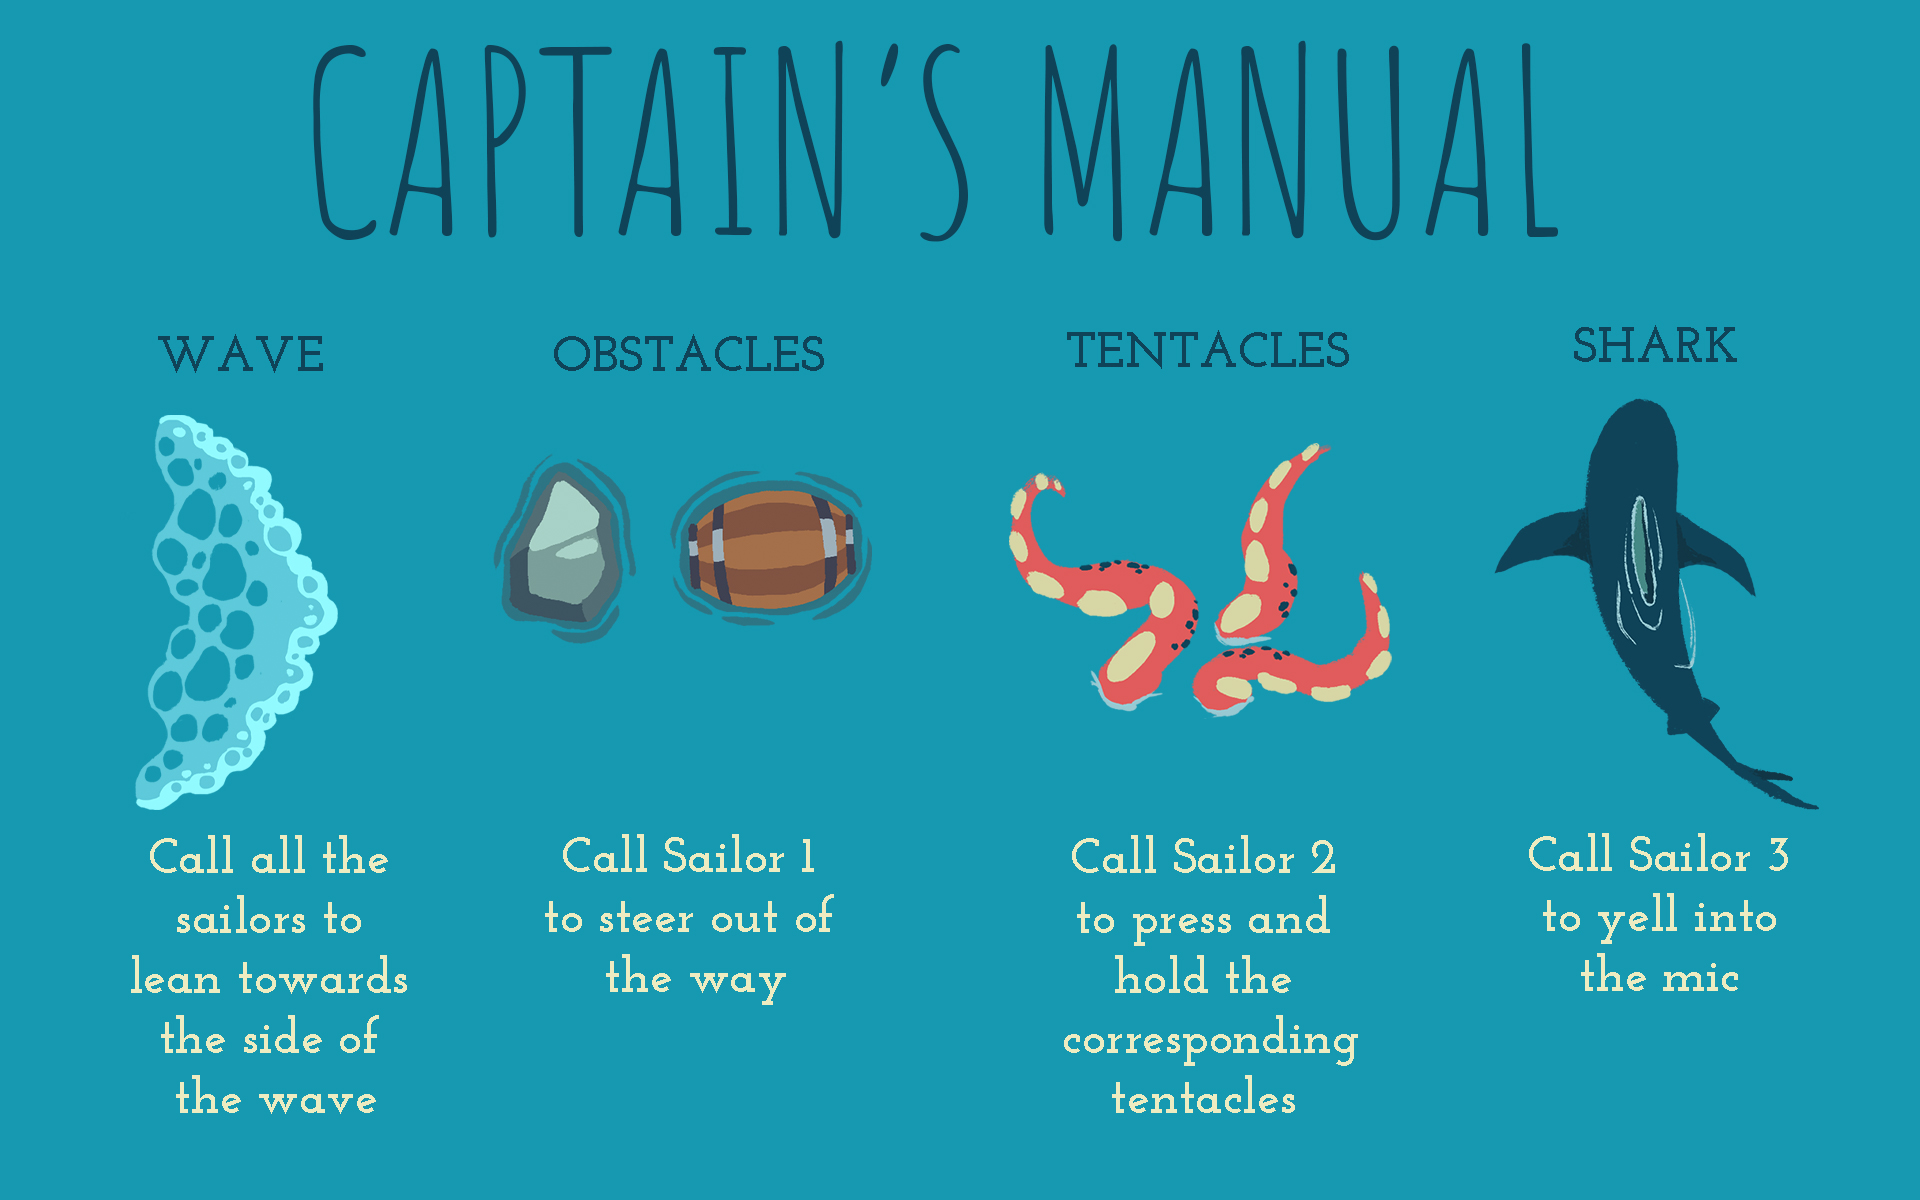 CAPTAIN'S MANUAL
WAVE
Call all the
sailors to
lean towards
the side of
the wave
OBSTACLES
Call Sailor 1
to steer out of
the way
TENTACLES
Call Sailor 2
to press and
hold the
corresponding
tentacles
SHARK
Call Sailor 3
to yell into
the mic